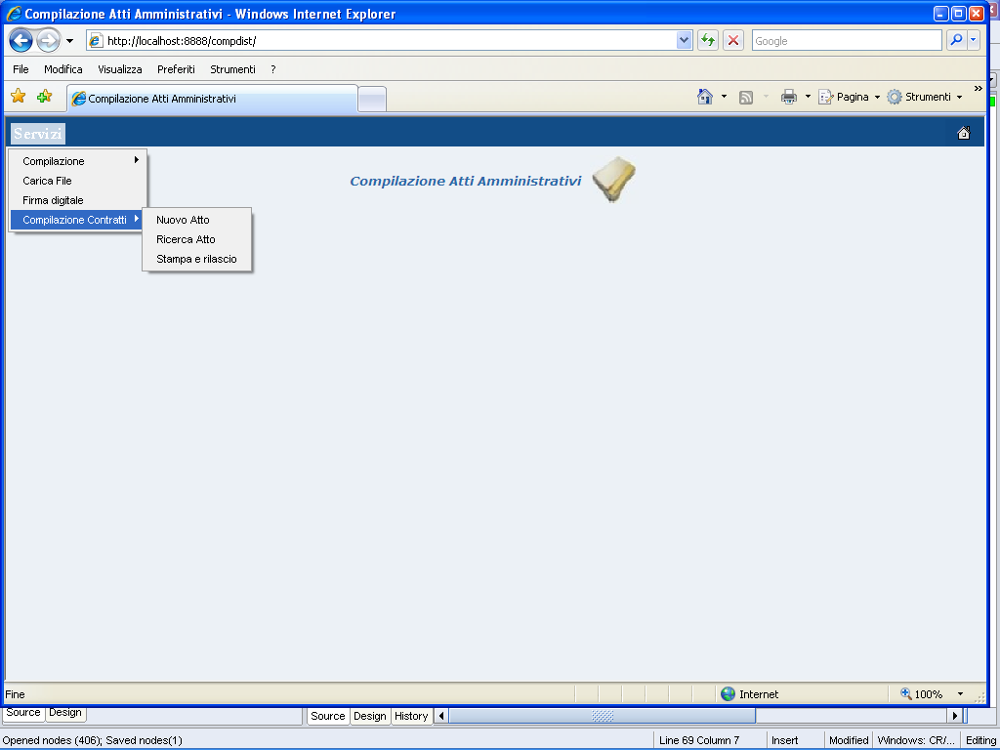 Compilazione Atti Amministrativi - Windows Internet Explorer
http://localhost:8888/compdist/
Google
File Modifica Visualizza Preferiti Strumenti ?
Compilazione Atti Amministrativi
Pagina Strumenti »
Servizi
Compilazione
Carica File
Firma digitale
Compilazione Contratti
Nuovo Atto
Ricerca Atto
Stampa e rilascio
Compilazione Atti Amministrativi
Fine Internet 100%
Source Design Source Design History
Opened nodes (406); Saved nodes(1) Line 69 Column 7 Insert Modified Windows: CR/... Editing